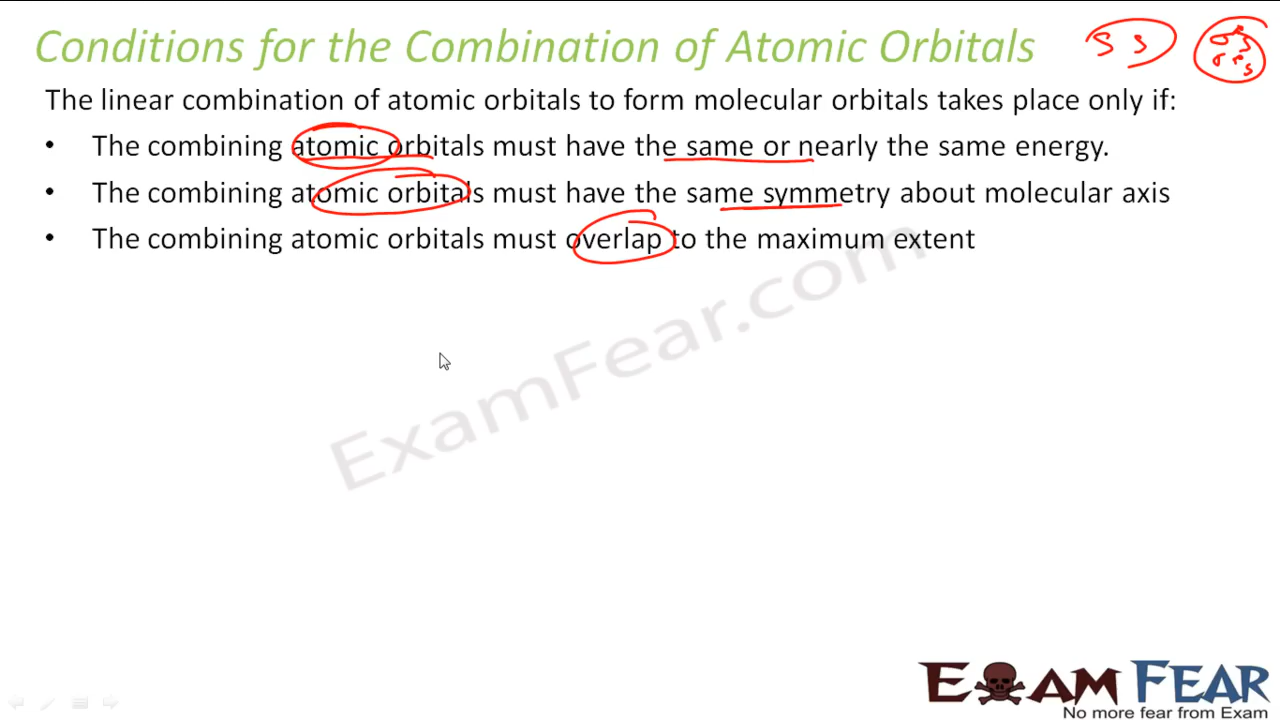 Conditions for the Combination of Atomic Orbitals
S S
The linear combination of atomic orbitals to form molecular orbitals takes place only if:
• The combining atomic orbitals must have the same or nearly the same energy.
• The combining atomic orbitals must have the same symmetry about molecular axis
• The combining atomic orbitals must overlap to the maximum extent
ExamFear.com
EXAM FEAR
No more fear from Exam